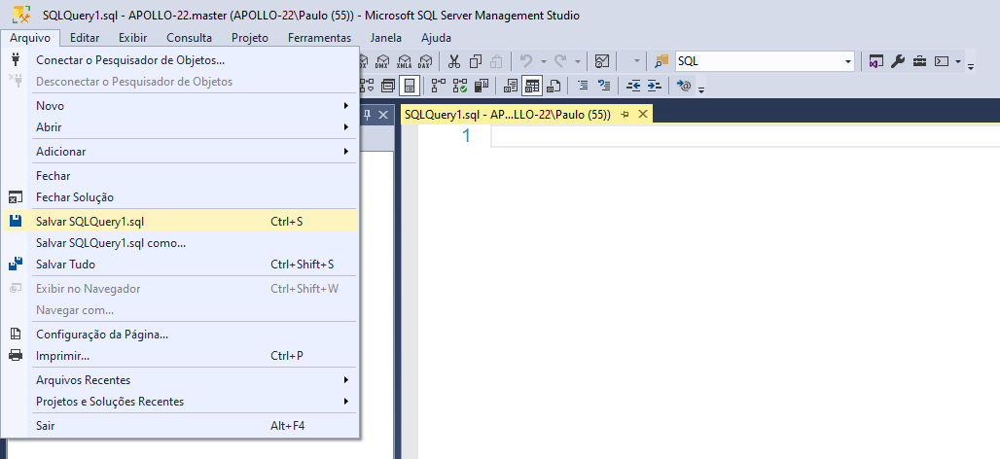 SQLQuery1.sql - APOLLO-22.master (APOLLO-22\Paulo (55)) - Microsoft SQL Server Management Studio
Arquivo Editar Exibir Consulta Projeto Ferramentas Janela Ajuda
Conectar o Pesquisador de Objetos...
DMX XMLA DAX
SQL
Desconectar o Pesquisador de Objetos
Novo
Abrir
SQLQuery1.sql - AP...LLO-22\Paulo (55))
1
Adicionar
Fechar
Fechar Solução
Salvar SQLQuery1.sql Ctrl+S
Salvar SQLQuery1.sql como...
Salvar Tudo Ctrl+Shift+S
Exibir no Navegador Ctrl+Shift+W
Navegar com...
Configuração da Página...
Imprimir... Ctrl+P
Arquivos Recentes
Projetos e Soluções Recentes
Sair Alt+F4